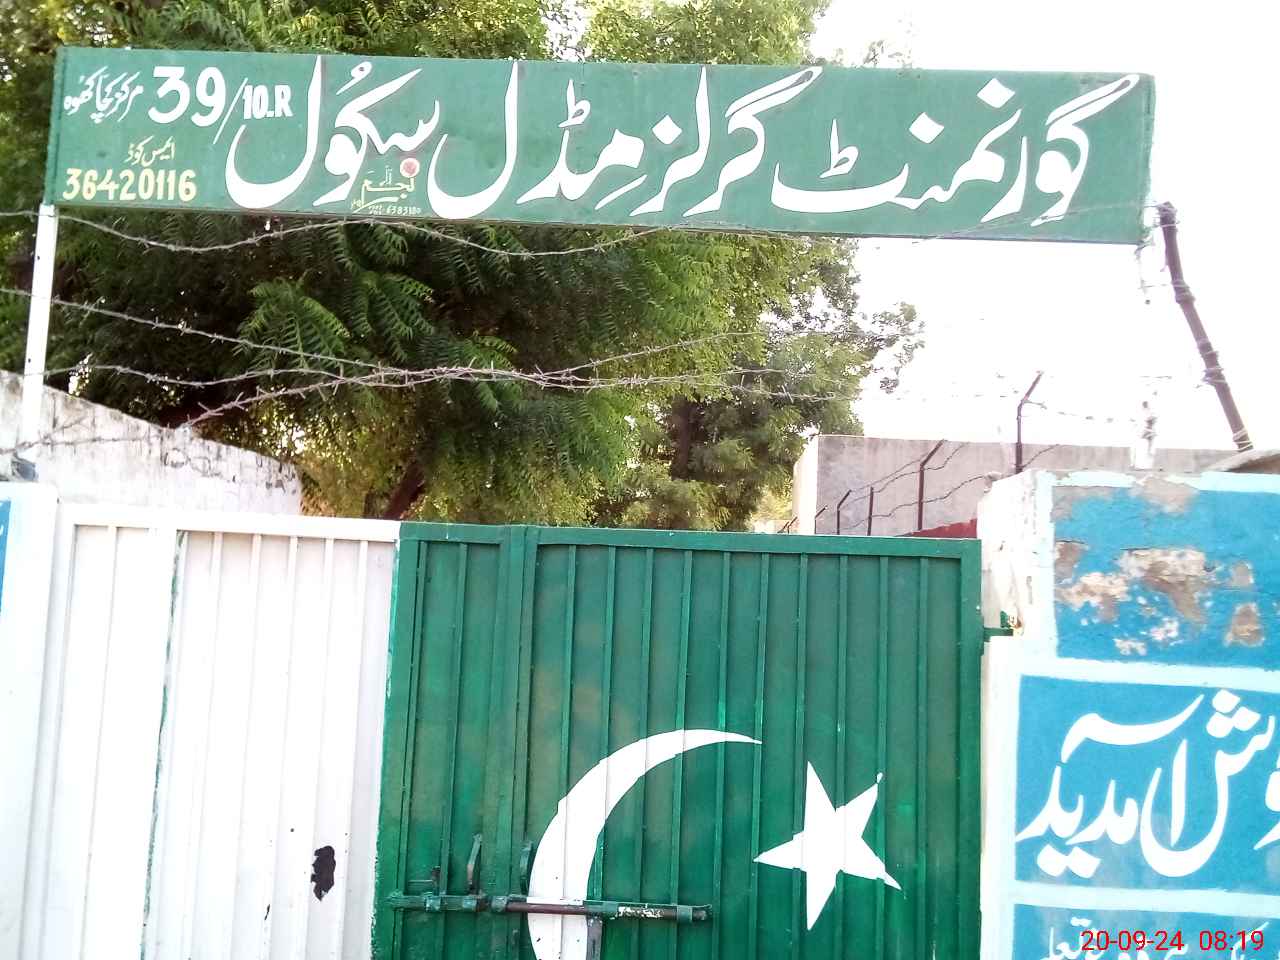 گورنمنٹ گرلز مڈل سکول 39/10.R مرکز کچا کھوہ
ایمس کوڈ
36420116
خوش آمدید
20-09-24 08:19